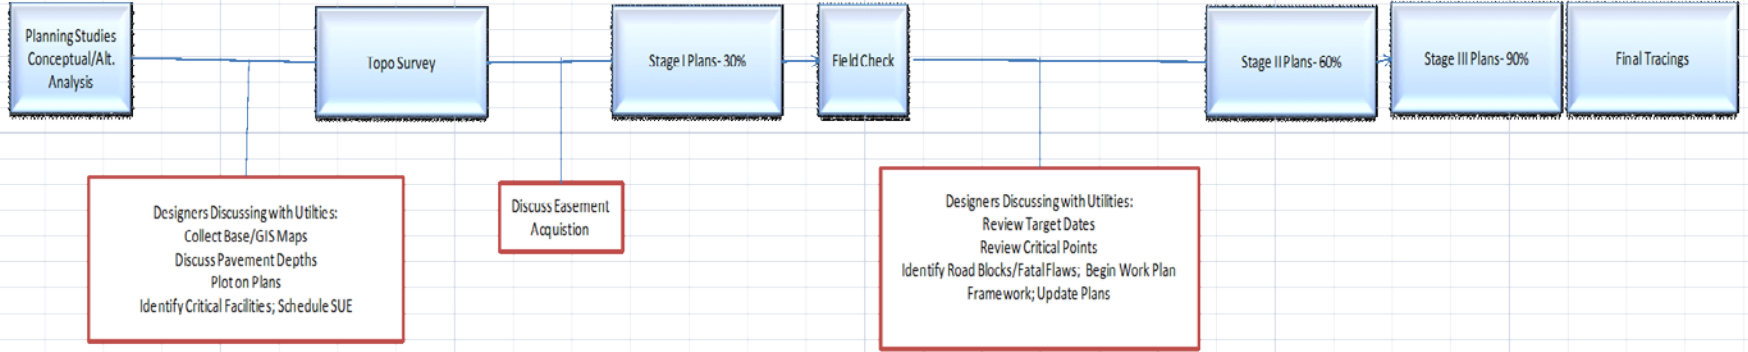 Planning Studies
Conceptual/Alt.
Analysis
Topo Survey
Stage I Plans- 30%
Field Check
Stage II Plans- 60%
Stage III Plans- 90%
Final Tracings
Designers Discussing with Utilties:
Collect Base/GIS Maps
Discuss Pavement Depths
Plot on Plans
Identify Critical Facilities; Schedule SUE
Discuss Easement
Acquistion
Designers Discussing with Utilities:
Review Target Dates
Review Critical Points
Identify Road Blocks/Fatal Flaws; Begin Work Plan
Framework; Update Plans